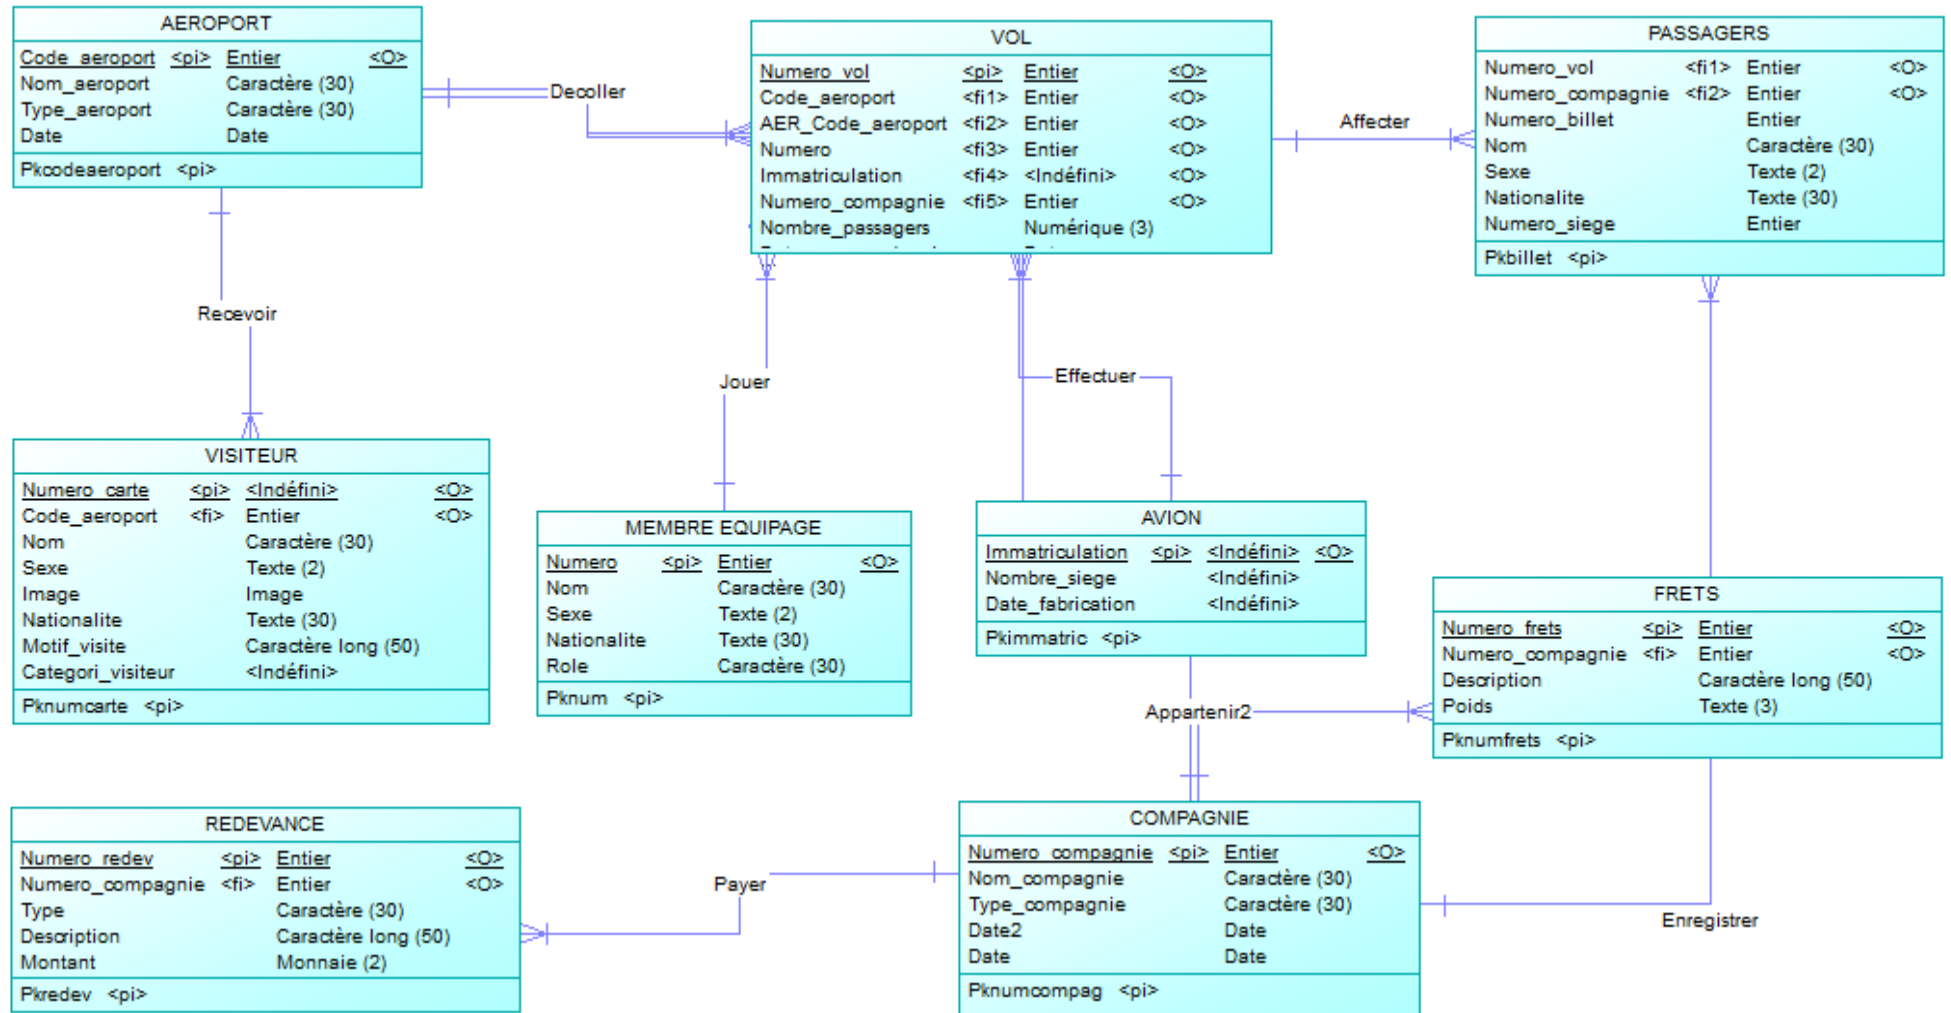 AEROPORT
Code_aeroport <pi> Entier <O>
Nom_aeroport Caractère (30)
Type_aeroport Caractère (30)
Date Date
Pkcodeaeroport <pi>
Decoller
VOL
Numero_vol <pi> Entier <O>
Code_aeroport <fi1> Entier <O>
AER_Code_aeroport <fi2> Entier <O>
Numero <fi3> Entier <O>
Immatriculation <fi4> <Indéfini> <O>
Numero_compagnie <fi5> Entier <O>
Nombre_passagers Numérique (3)
Affecter
PASSAGERS
Numero_vol <fi1> Entier <O>
Numero_compagnie <fi2> Entier <O>
Numero_billet Entier
Nom Caractère (30)
Sexe Texte (2)
Nationalite Texte (30)
Numero_siege Entier
Pkbillet <pi>
Recevoir
Jouer
Effectuer
VISITEUR
Numero_carte <pi> <Indéfini> <O>
Code_aeroport <fi> Entier <O>
Nom Caractère (30)
Sexe Texte (2)
Image Image
Nationalite Texte (30)
Motif_visite Caractère long (50)
Categori_visiteur <Indéfini>
Pknumcarte <pi>
MEMBRE EQUIPAGE
Numero <pi> Entier <O>
Nom Caractère (30)
Sexe Texte (2)
Nationalite Texte (30)
Role Caractère (30)
Pknum <pi>
AVION
Immatriculation <pi> <Indéfini> <O>
Nombre_siege <Indéfini>
Date_fabrication <Indéfini>
Pkimmatric <pi>
FRETS
Numero_frets <pi> Entier <O>
Numero_compagnie <fi> Entier <O>
Description Caractère long (50)
Poids Texte (3)
Pknumfrets <pi>
Appartenir2
REDEVANCE
Numero_redev <pi> Entier <O>
Numero_compagnie <fi> Entier <O>
Type Caractère (30)
Description Caractère long (50)
Montant Monnaie (2)
Pkredev <pi>
Payer
COMPAGNIE
Numero_compagnie <pi> Entier <O>
Nom_compagnie Caractère (30)
Type_compagnie Caractère (30)
Date2 Date
Date Date
Pknumcompag <pi>
Enregistrer